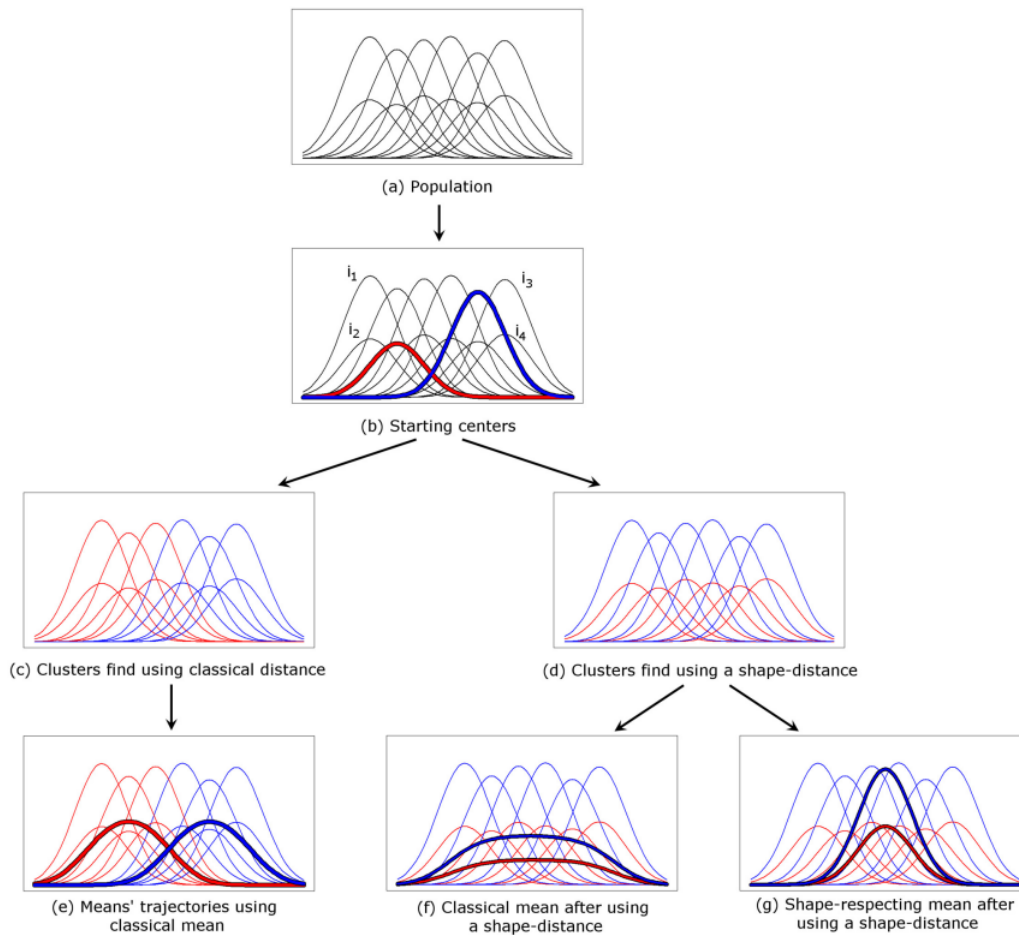 (a) Population
i1
i3
i2
i4
(b) Starting centers
(c) Clusters find using classical distance
(d) Clusters find using a shape-distance
(e) Means' trajectories using
classical mean
(f) Classical mean after using
a shape-distance
(g) Shape-respecting mean after
using a shape-distance